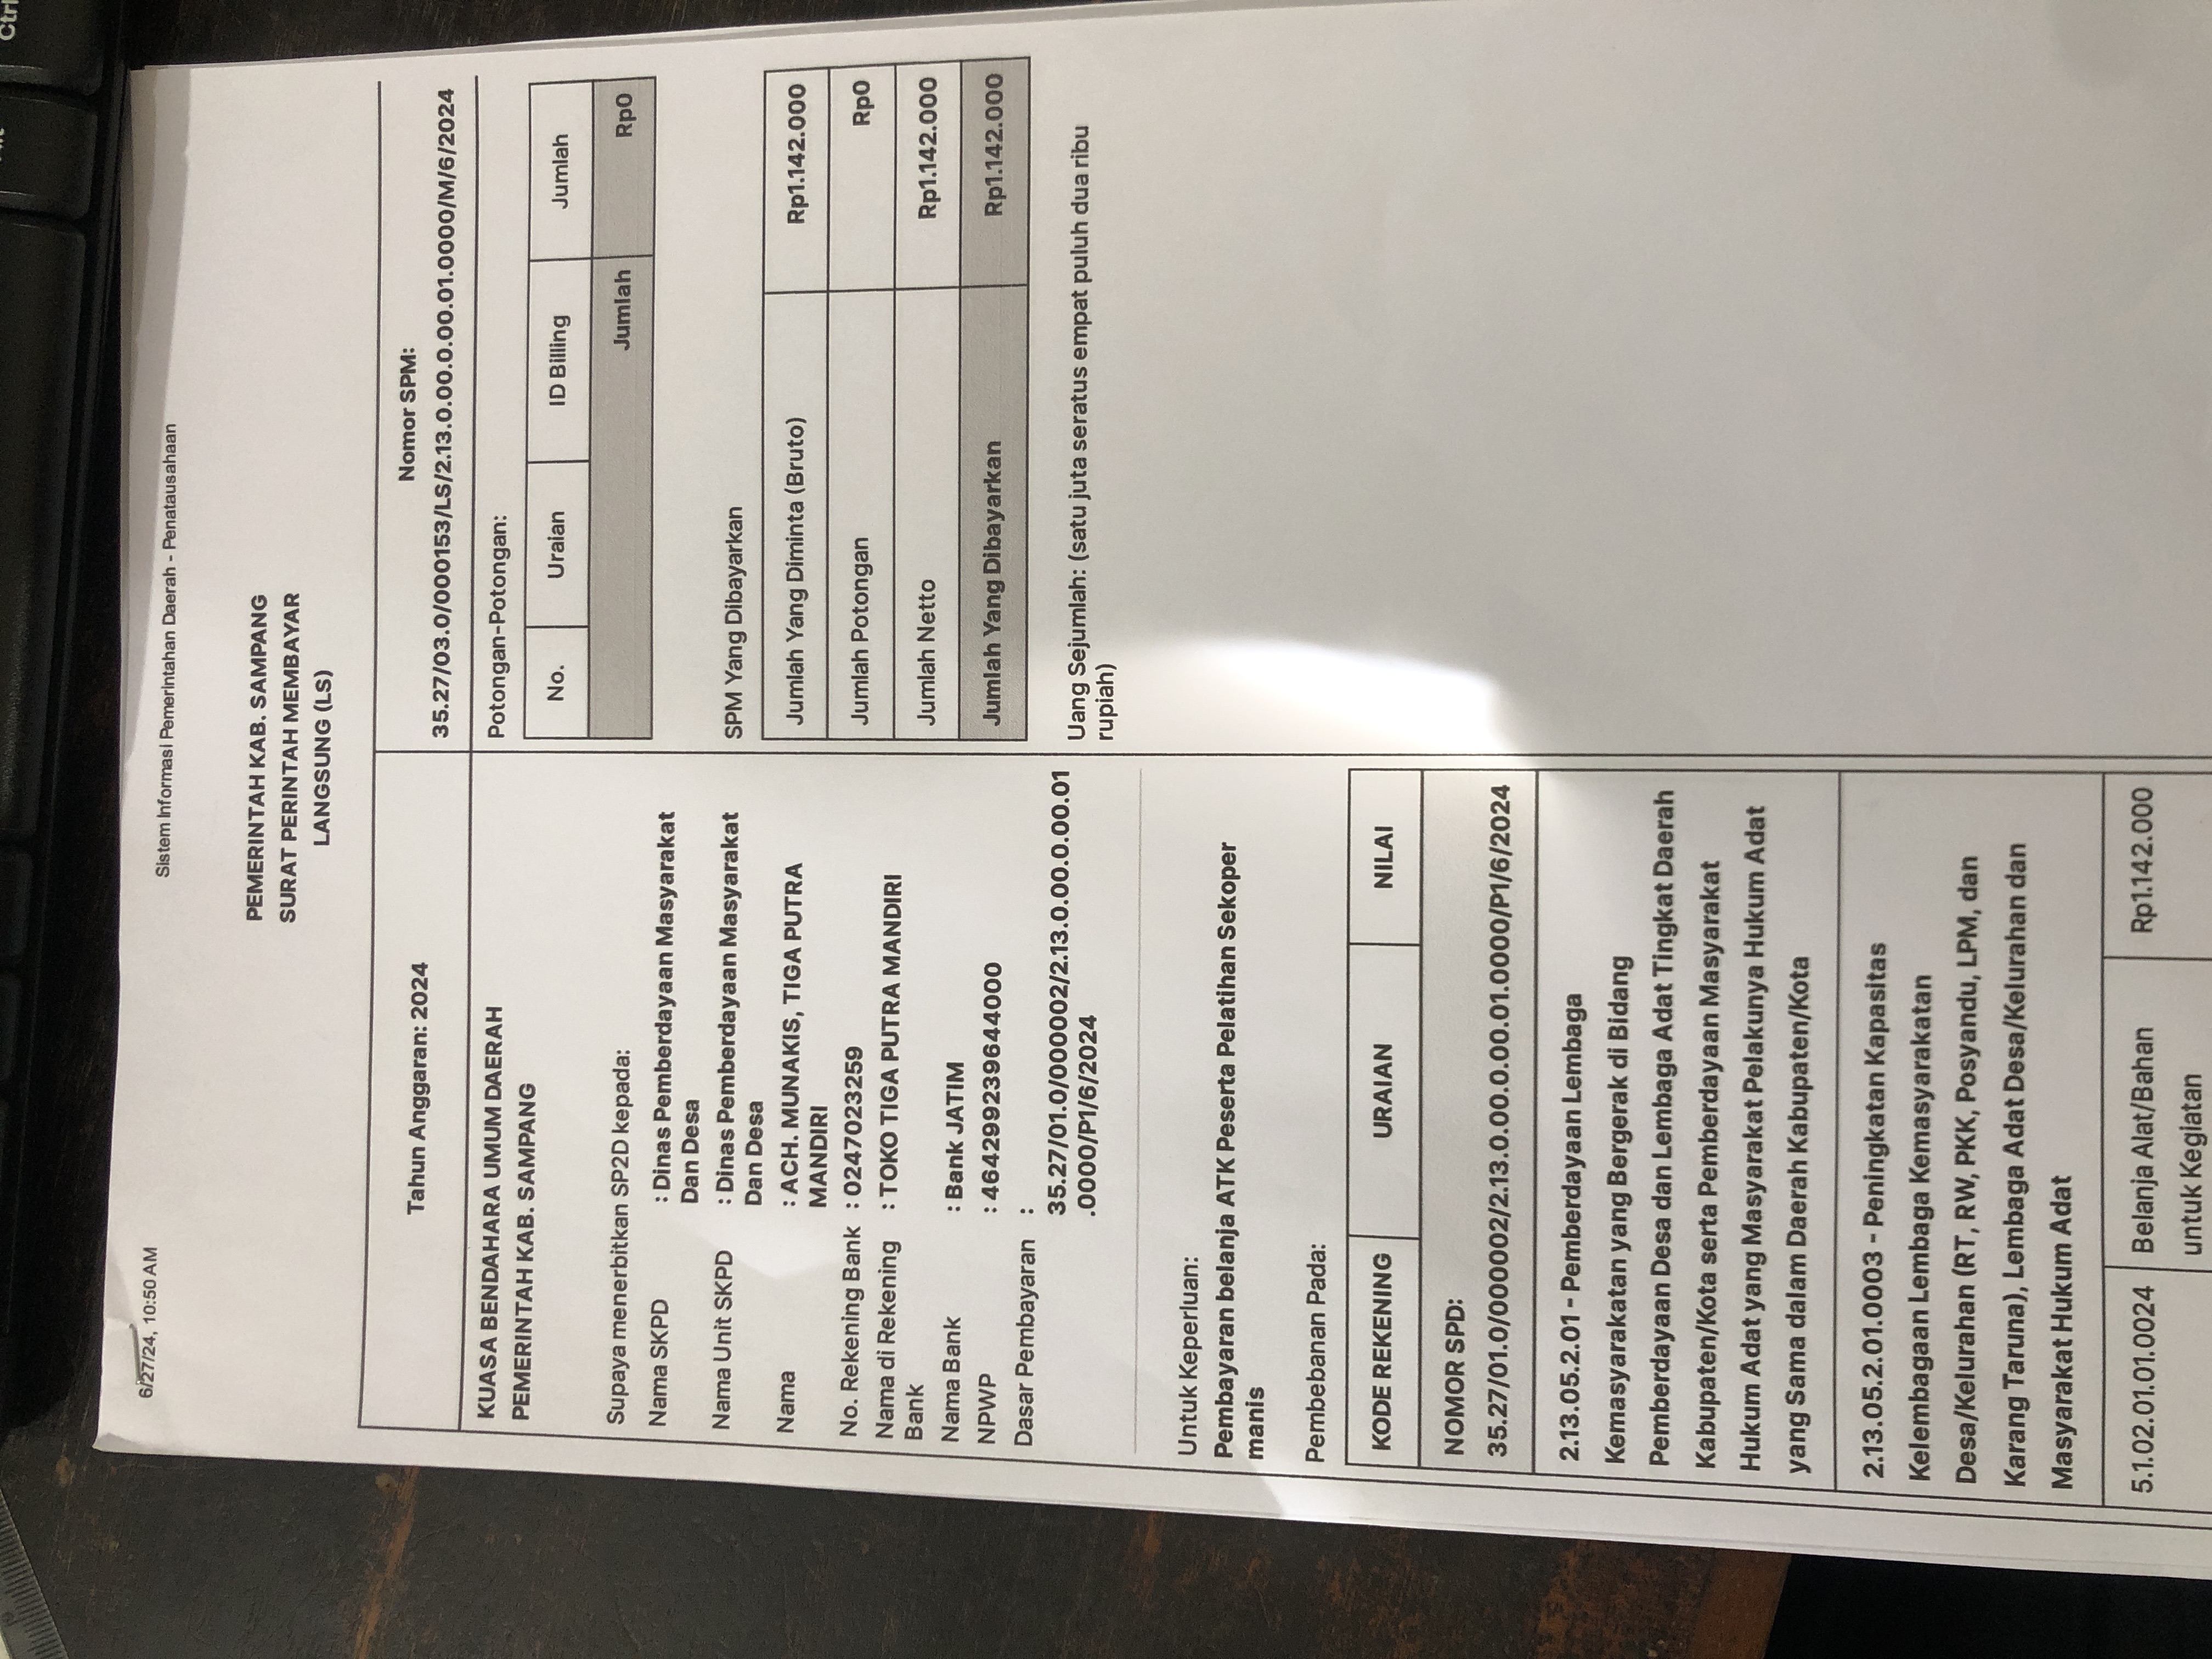 Ctrl
6/27/24, 10:50 AM
Sistem Informasi Pemerintahan Daerah - Penatausahaan
PEMERINTAH KAB. SAMPANG
SURAT PERINTAH MEMBAYAR
LANGSUNG (LS)
Tahun Anggaran: 2024
Nomor SPM:
35.27/03.0/000153/LS/2.13.0.00.0.00.01.0000/M/6/2024
KUASA BENDAHARA UMUM DAERAH
PEMERINTAH KAB. SAMPANG
Supaya menerbitkan SP2D kepada:
Nama SKPD : Dinas Pemberdayaan Masyarakat
Dan Desa
Nama Unit SKPD : Dinas Pemberdayaan Masyarakat
Dan Desa
Nama : ACH. MUNAKIS, TIGA PUTRA
MANDIRI
No. Rekening Bank : 0247023259
Nama di Rekening : TOKO TIGA PUTRA MANDIRI
Bank
Nama Bank : Bank JATIM
NPWP : 464299239644000
Dasar Pembayaran :
35.27/01.0/000002/2.13.0.00.0.00.01
.0000/P1/6/2024
Untuk Keperluan:
Pembayaran belanja ATK Peserta Pelatihan Sekoper
manis
Pembebanan Pada:
KODE REKENING URAIAN NILAI
NOMOR SPD:
35.27/01.0/000002/2.13.0.00.0.00.01.0000/P1/6/2024
2.13.05.2.01 - Pemberdayaan Lembaga
Kemasyarakatan yang Bergerak di Bidang
Pemberdayaan Desa dan Lembaga Adat Tingkat Daerah
Kabupaten/Kota serta Pemberdayaan Masyarakat
Hukum Adat yang Masyarakat Pelakunya Hukum Adat
yang Sama dalam Daerah Kabupaten/Kota
2.13.05.2.01.0003 - Peningkatan Kapasitas
Kelembagaan Lembaga Kemasyarakatan
Desa/Kelurahan (RT, RW, PKK, Posyandu, LPM, dan
Karang Taruna), Lembaga Adat Desa/Kelurahan dan
Masyarakat Hukum Adat
5.1.02.01.01.0024 Belanja Alat/Bahan Rp1.142.000
untuk Kegiatan
Potongan-Potongan:
No. Uraian ID Billing Jumlah
Jumlah Rp0
SPM Yang Dibayarkan
Jumlah Yang Diminta (Bruto) Rp1.142.000
Jumlah Potongan Rp0
Jumlah Netto Rp1.142.000
Jumlah Yang Dibayarkan Rp1.142.000
Uang Sejumlah: (satu juta seratus empat puluh dua ribu
rupiah)